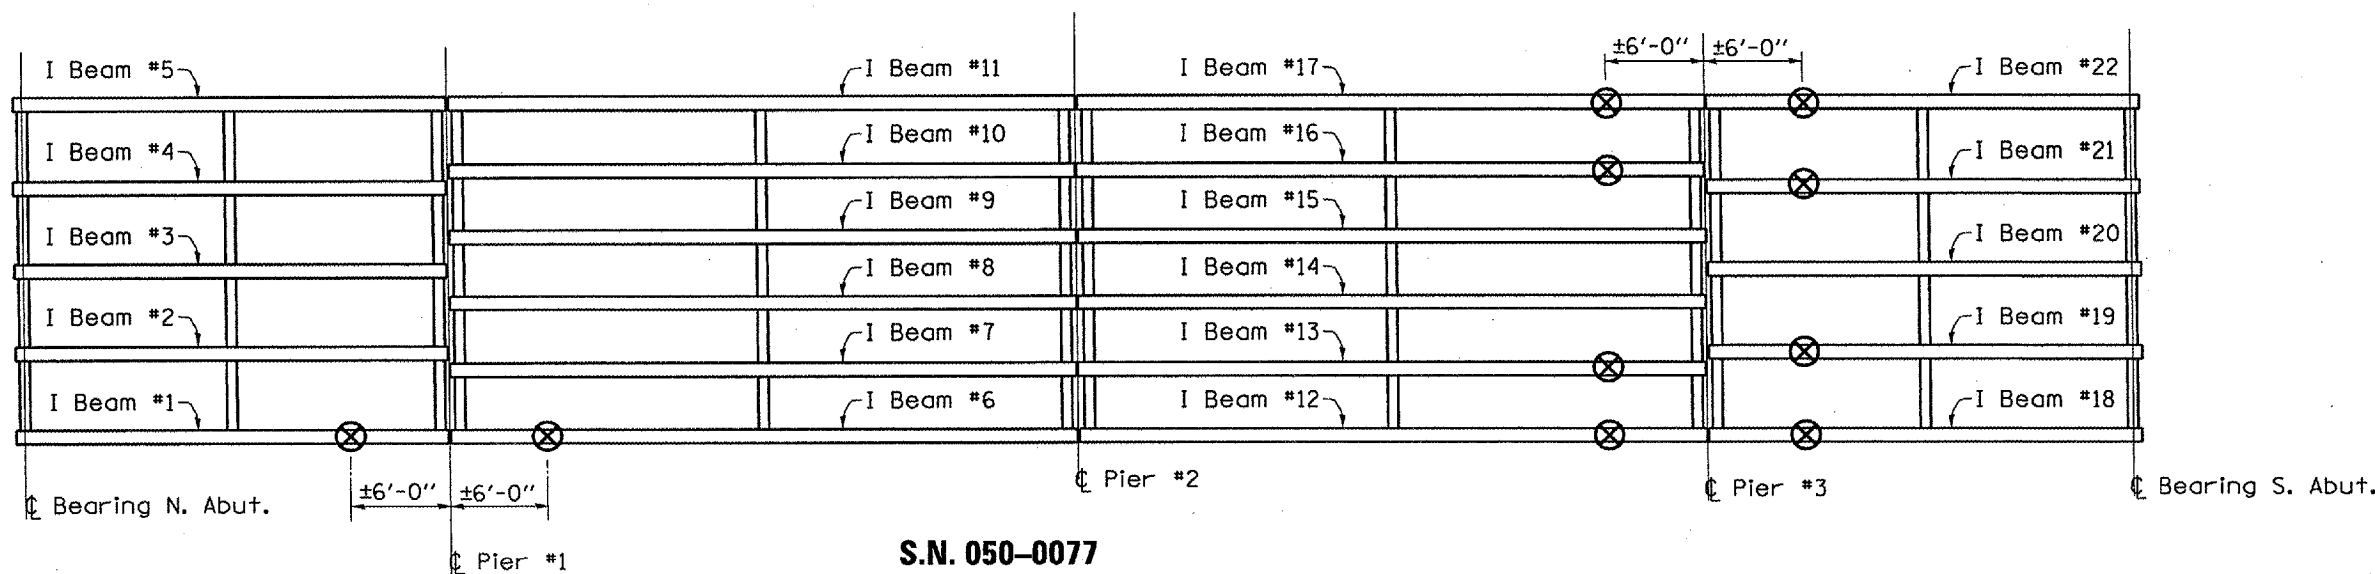 ±6'-0" ±6'-0"
I Beam #5 I Beam #11 I Beam #17 I Beam #22
I Beam #4 I Beam #10 I Beam #16 I Beam #21
I Beam #3 I Beam #9 I Beam #15 I Beam #20
I Beam #2 I Beam #8 I Beam #14 I Beam #19
I Beam #1 I Beam #7 I Beam #13 I Beam #18
I Beam #6 I Beam #12
±6'-0" ±6'-0"
℄ Bearing N. Abut. ℄ Pier #2 ℄ Pier #3 ℄ Bearing S. Abut.
℄ Pier #1
S.N. 050–0077